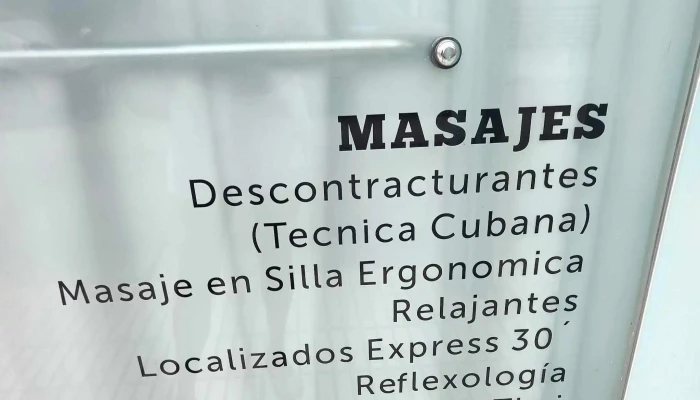 MASAJES
Descontracturantes
(Tecnica Cubana)
Masaje en Silla Ergonomica
Relajantes
Localizados Express 30´
Reflexología